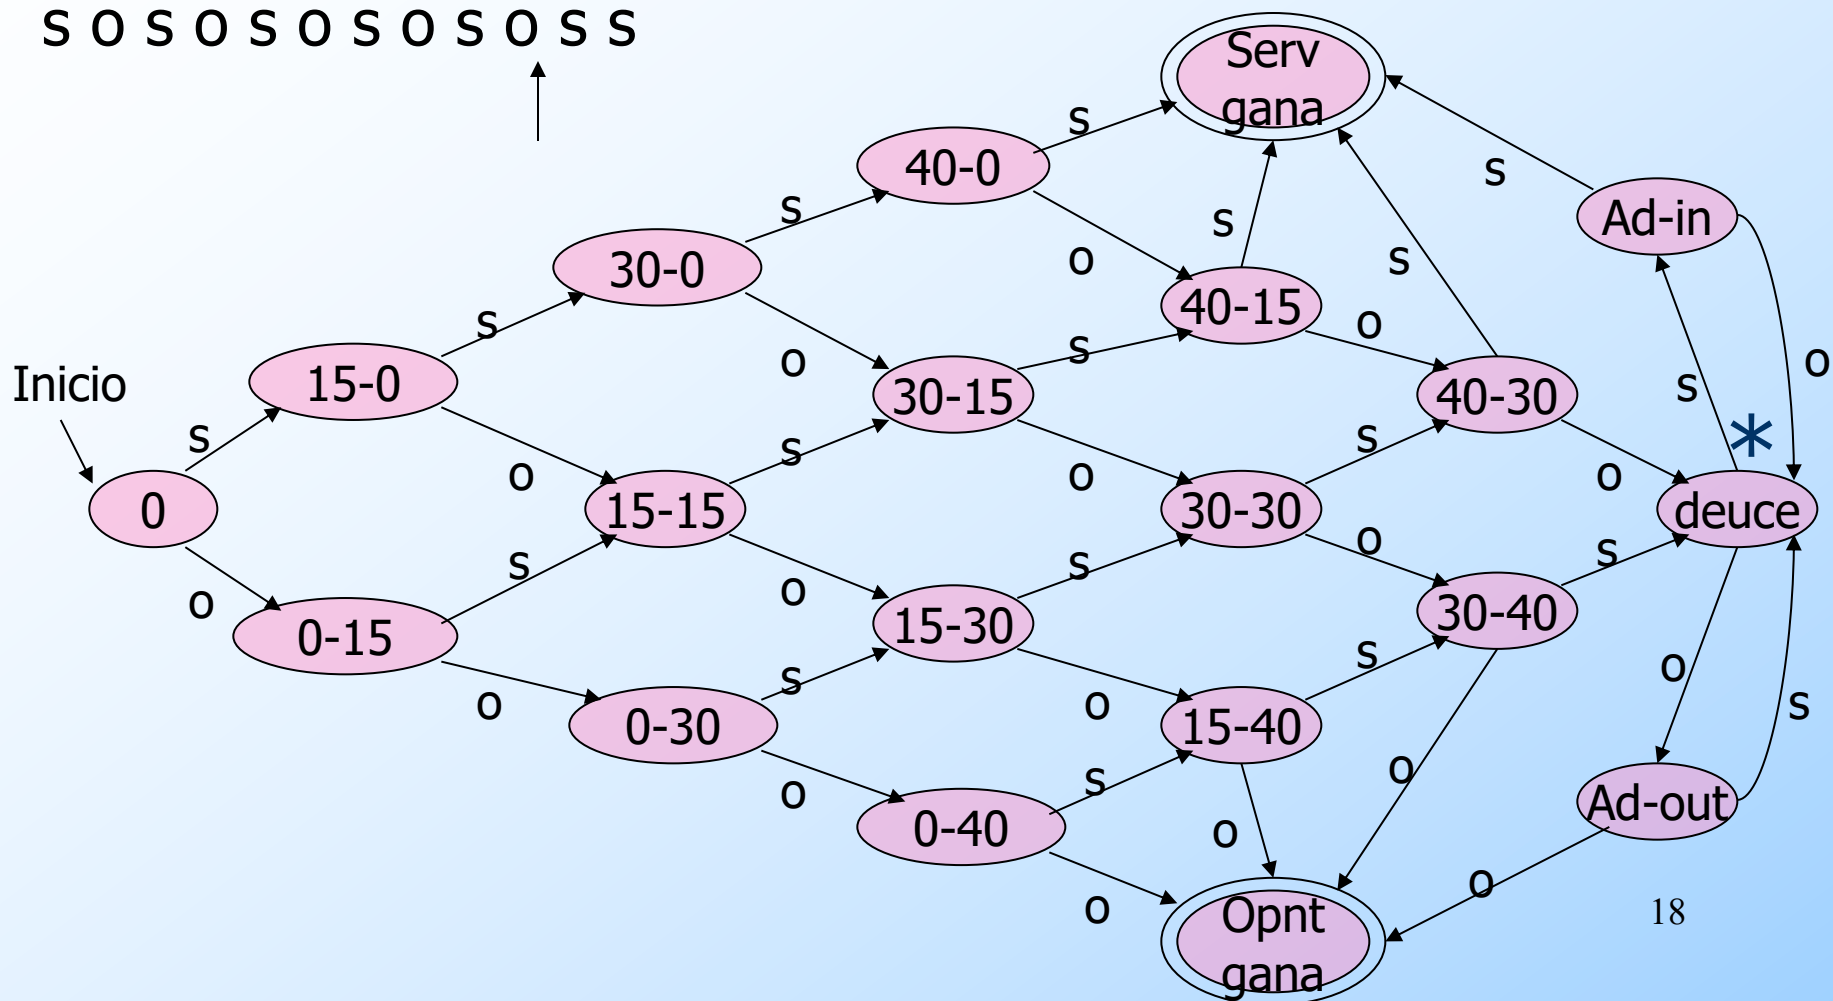 s o s o s o s o s o s s
Serv
gana
s
40-0
s
s
Ad-in
s
30-0
s
o
s
40-15
s
o
s
o
15-0
o
30-15
s
40-30
s
*
Inicio
s
o
s
o
s
o
deuce
0
15-15
30-30
o
s
s
s
o
0-15
o
15-30
30-40
o
s
s
o
s
o
0-30
o
15-40
o
s
o
Ad-out
0-40
o
o
o
Opnt
gana
18